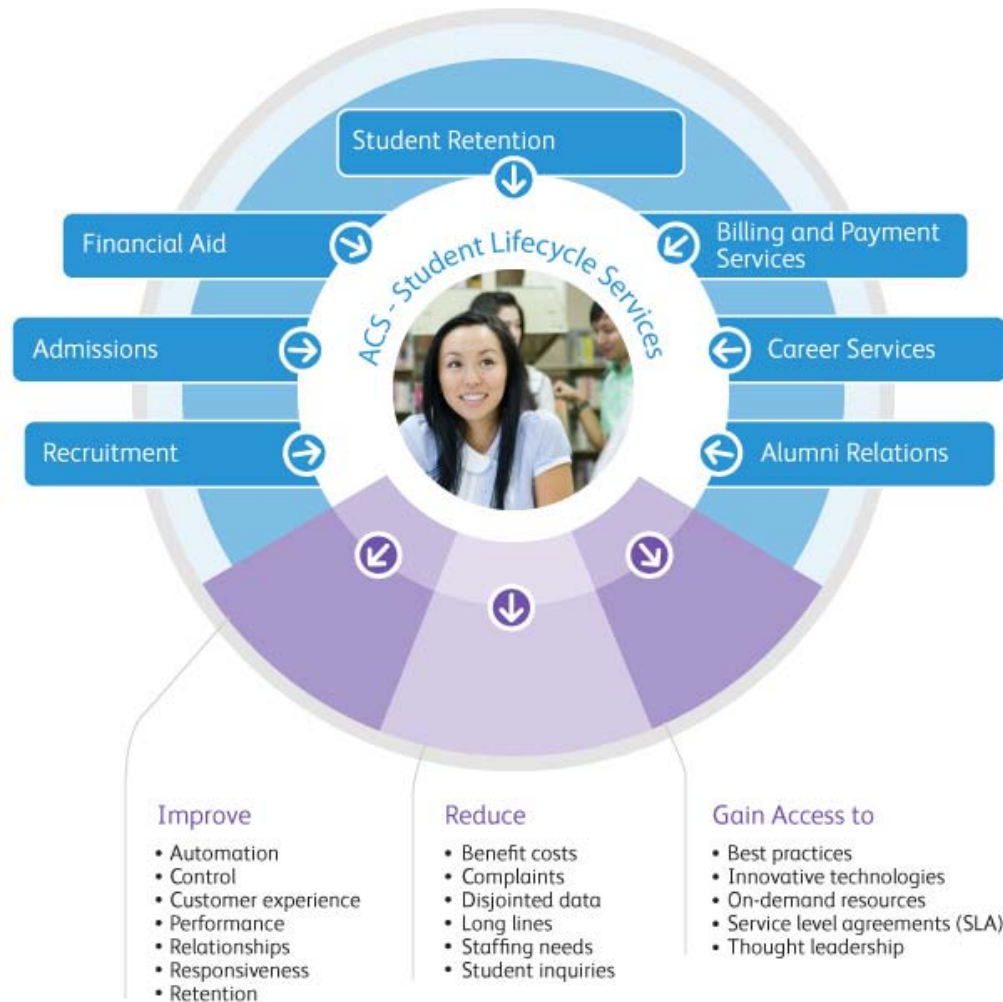 Student Retention
Financial Aid
Billing and Payment
Services
ACS - Student Lifecycle Services
Admissions
Career Services
Recruitment
Alumni Relations
Improve
• Automation
• Control
• Customer experience
• Performance
• Relationships
• Responsiveness
• Retention
Reduce
• Benefit costs
• Complaints
• Disjointed data
• Long lines
• Staffing needs
• Student inquiries
Gain Access to
• Best practices
• Innovative technologies
• On-demand resources
• Service level agreements (SLA)
• Thought leadership